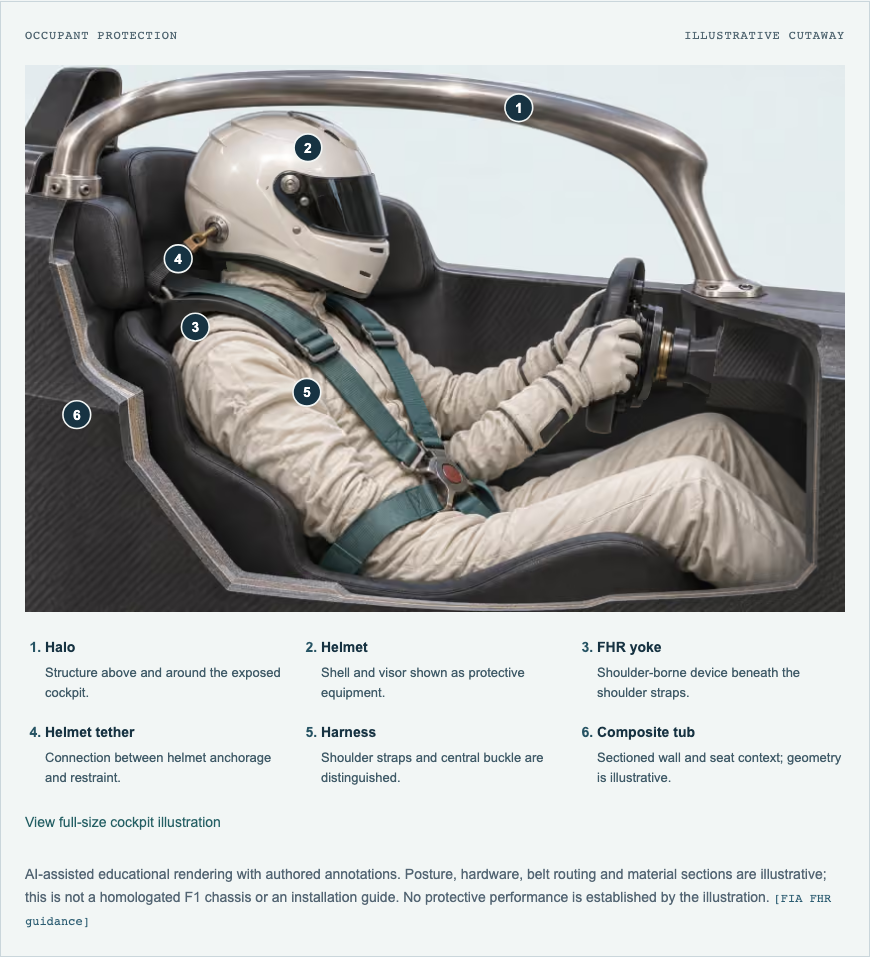 OCCUPANT PROTECTION
ILLUSTRATIVE CUTAWAY
1
2
4
3
5
6
1. Halo
Structure above and around the exposed
cockpit.
2. Helmet
Shell and visor shown as protective
equipment.
3. FHR yoke
Shoulder-borne device beneath the
shoulder straps.
4. Helmet tether
Connection between helmet anchorage
and restraint.
5. Harness
Shoulder straps and central buckle are
distinguished.
6. Composite tub
Sectioned wall and seat context; geometry
is illustrative.
View full-size cockpit illustration
AI-assisted educational rendering with authored annotations. Posture, hardware, belt routing and material sections are illustrative;
this is not a homologated F1 chassis or an installation guide. No protective performance is established by the illustration. [FIA FHR
guidance]